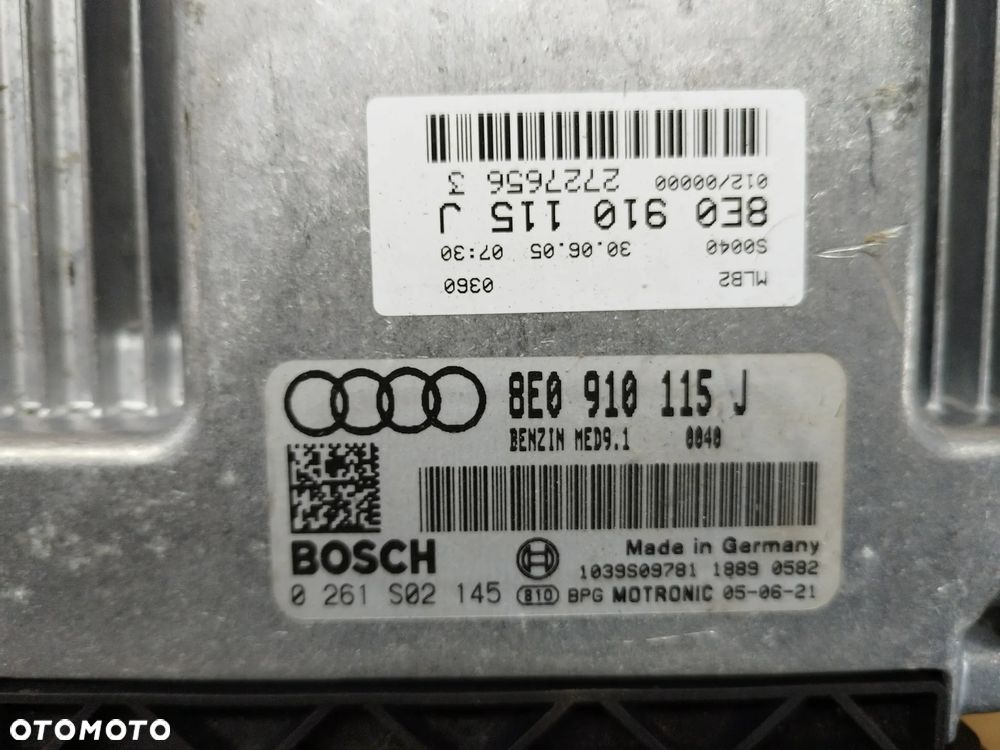 MLB2 0360
S0040 30.06.05 07:30
8E0 910 115 J
012/000000 2727656 3
8E0 910 115 J
BENZIN MED9.1 0040
BOSCH
Made in Germany
1039S09781 1889 0582
0 261 S02 145 810 BPG MOTRONIC 05-06-21
OTOMOTO